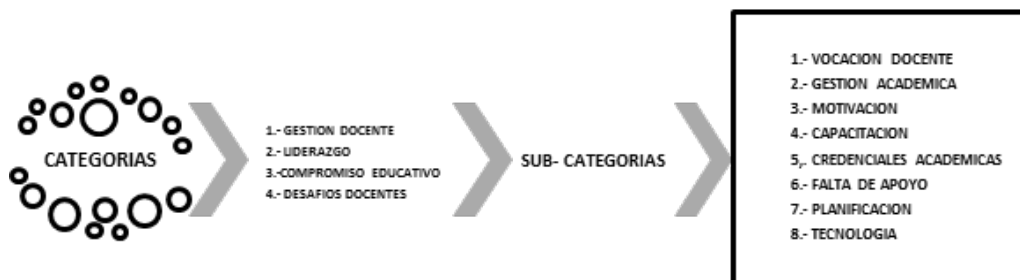 CATEGORIAS
1.- GESTION DOCENTE
2.- LIDERAZGO
3.-COMPROMISO EDUCATIVO
4.- DESAFIOS DOCENTES
SUB- CATEGORIAS
1.- VOCACION DOCENTE
2.- GESTION ACADEMICA
3.- MOTIVACION
4.- CAPACITACION
5,. CREDENCIALES ACADEMICAS
6.- FALTA DE APOYO
7.- PLANIFICACION
8.- TECNOLOGIA